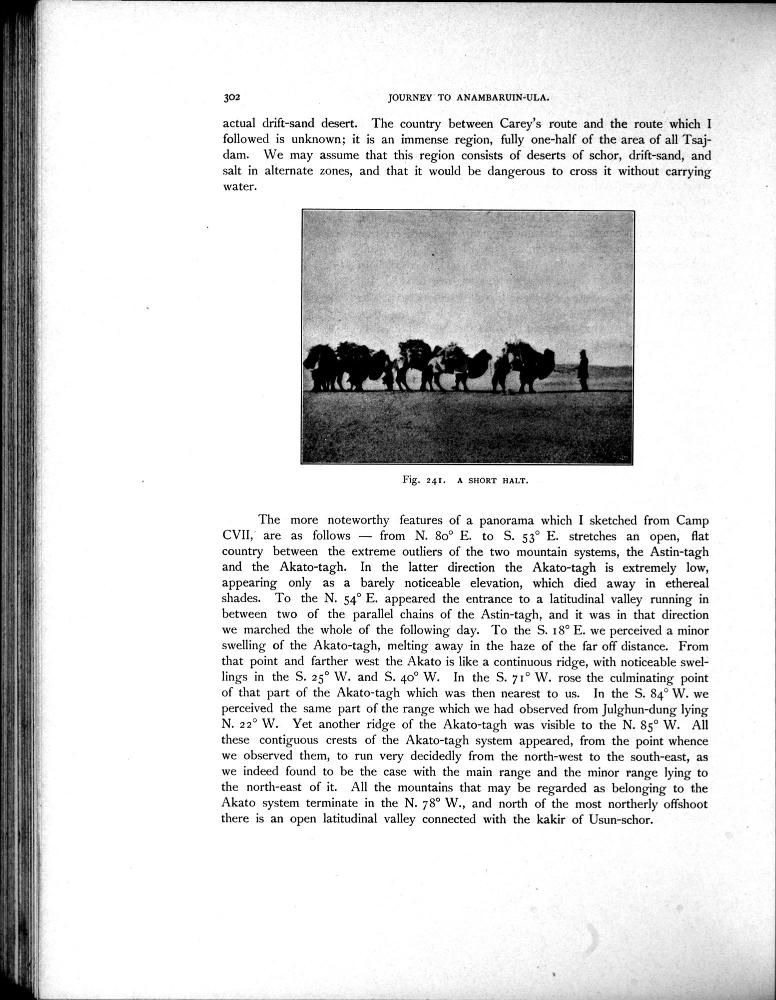 302 JOURNEY TO ANAMBARUIN-ULA.
actual drift-sand desert. The country between Carey's route and the route which I
followed is unknown; it is an immense region, fully one-half of the area of all Tsaj-
dam. We may assume that this region consists of deserts of schor, drift-sand, and
salt in alternate zones, and that it would be dangerous to cross it without carrying
water.
Fig. 241. A SHORT HALT.
The more noteworthy features of a panorama which I sketched from Camp
CVII, are as follows — from N. 80° E. to S. 53° E. stretches an open, flat
country between the extreme outliers of the two mountain systems, the Astin-tagh
and the Akato-tagh. In the latter direction the Akato-tagh is extremely low,
appearing only as a barely noticeable elevation, which died away in ethereal
shades. To the N. 54° E. appeared the entrance to a latitudinal valley running in
between two of the parallel chains of the Astin-tagh, and it was in that direction
we marched the whole of the following day. To the S. 18° E. we perceived a minor
swelling of the Akato-tagh, melting away in the haze of the far off distance. From
that point and farther west the Akato is like a continuous ridge, with noticeable swel-
lings in the S. 25° W. and S. 40° W. In the S. 71° W. rose the culminating point
of that part of the Akato-tagh which was then nearest to us. In the S. 84° W. we
perceived the same part of the range which we had observed from Julghun-dung lying
N. 22° W. Yet another ridge of the Akato-tagh was visible to the N. 85° W. All
these contiguous crests of the Akato-tagh system appeared, from the point whence
we observed them, to run very decidedly from the north-west to the south-east, as
we indeed found to be the case with the main range and the minor range lying to
the north-east of it. All the mountains that may be regarded as belonging to the
Akato system terminate in the N. 78° W., and north of the most northerly offshoot
there is an open latitudinal valley connected with the kakir of Usun-schor.